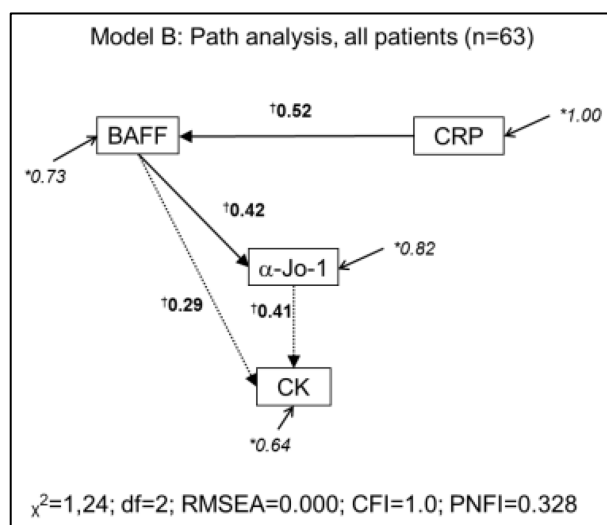 Model B: Path analysis, all patients (n=63)
†0.52
BAFF
CRP
*1.00
*0.73
†0.42
α-Jo-1
*0.82
†0.29
†0.41
CK
*0.64
χ²=1,24; df=2; RMSEA=0.000; CFI=1.0; PNFI=0.328